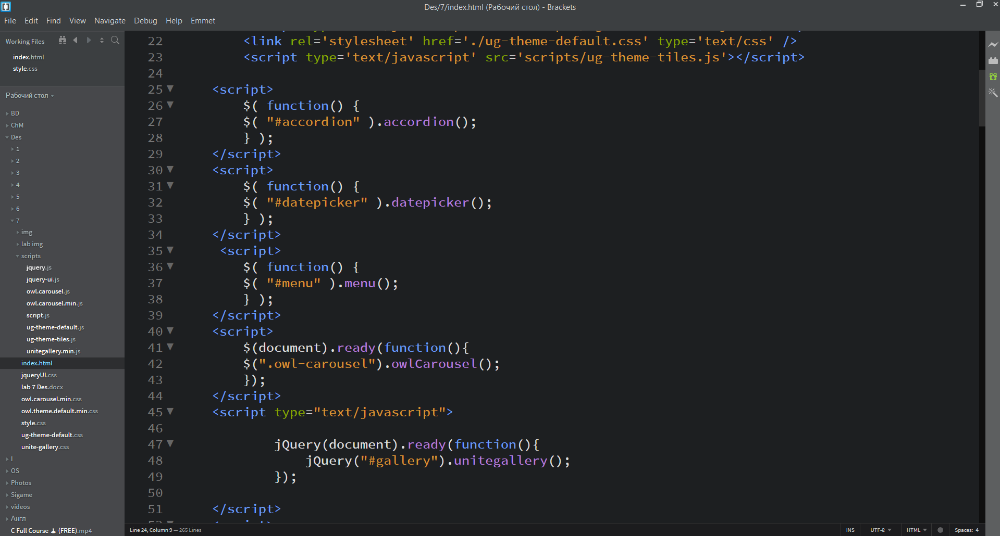 Des/7/index.html (Рабочий стол) - Brackets
File Edit Find View Navigate Debug Help Emmet
Working Files
index.html
style.css
Рабочий стол
BD
ChM
Des
1
2
3
4
5
6
7
img
lab img
scripts
jquery.js
jquery-ui.js
owl.carousel.js
owl.carousel.min.js
script.js
ug-theme-default.js
ug-theme-tiles.js
unitegallery.min.js
index.html
jqueryUI.css
lab 7 Des.docx
owl.carousel.min.css
owl.theme.default.min.css
style.css
ug-theme-default.css
unite-gallery.css
I
OS
Photos
Sigame
videos
Англ
C Full Course (FREE).mp4
22 <link rel='stylesheet' href='./ug-theme-default.css' type='text/css' />
23 <script type='text/javascript' src='scripts/ug-theme-tiles.js'></script>
24
25 <script>
26 $( function() {
27 $( "#accordion" ).accordion();
28 } );
29 </script>
30 <script>
31 $( function() {
32 $( "#datepicker" ).datepicker();
33 } );
34 </script>
35 <script>
36 $( function() {
37 $( "#menu" ).menu();
38 } );
39 </script>
40 <script>
41 $(document).ready(function(){
42 $(".owl-carousel").owlCarousel();
43 });
44 </script>
45 <script type="text/javascript">
46
47 jQuery(document).ready(function(){
48 jQuery("#gallery").unitegallery();
49 });
50
51 </script>
Line 24, Column 9 — 265 Lines
INS UTF-8 HTML Spaces: 4